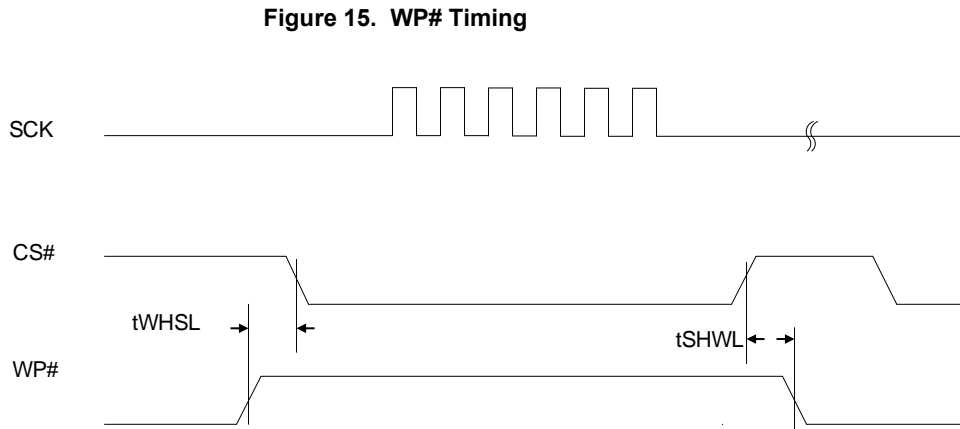 Figure 15. WP# Timing
SCK
CS#
tWHSL
tSHWL
WP#